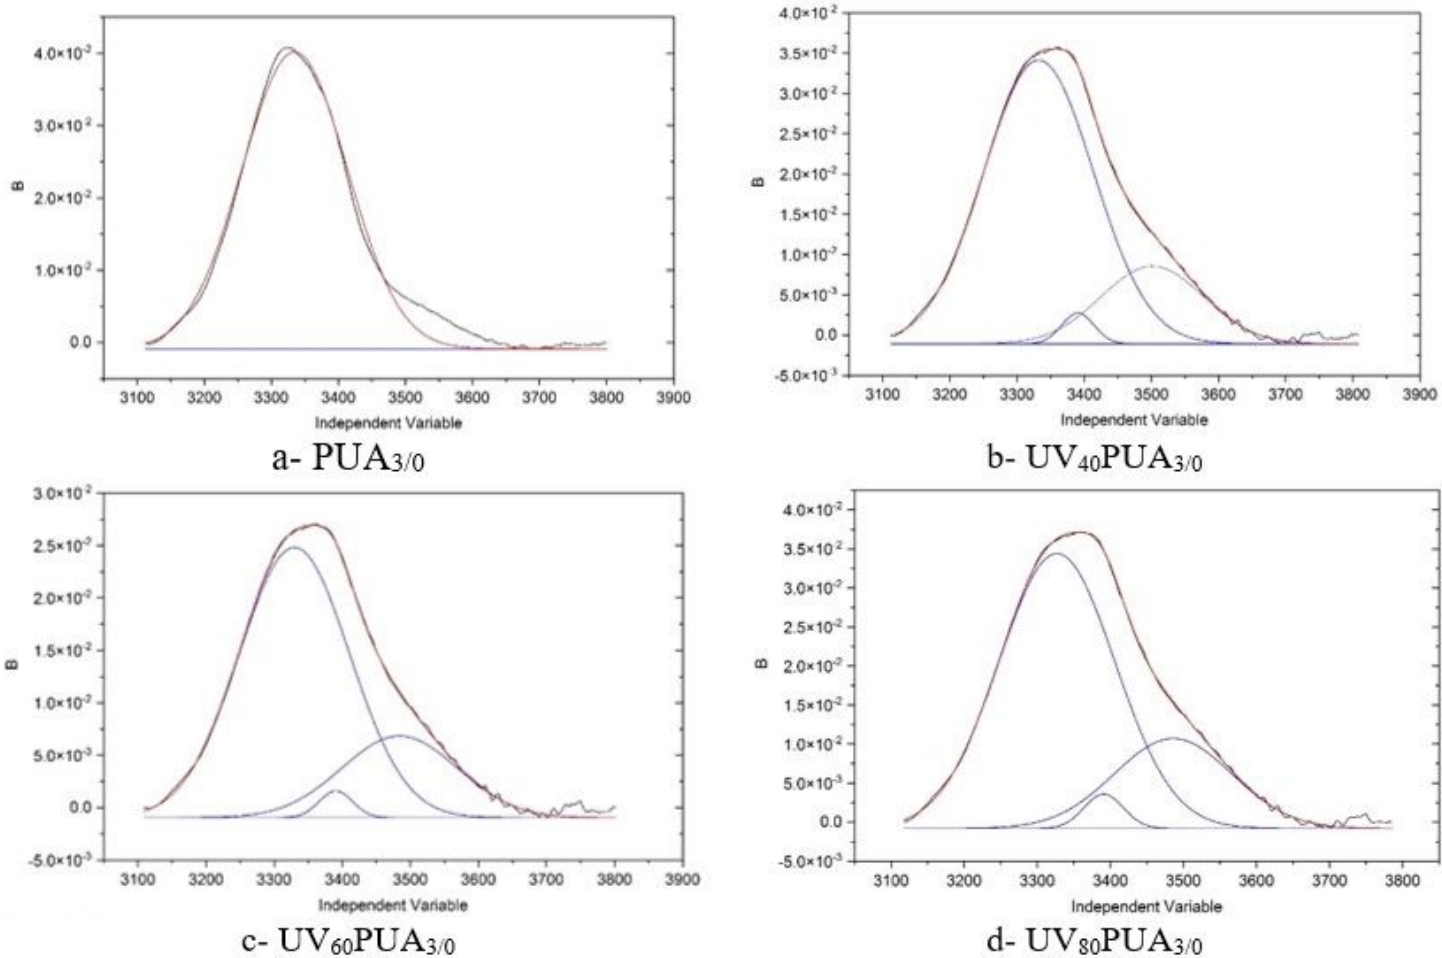 4.0×10⁻²
3.0×10⁻²
2.0×10⁻²
1.0×10⁻²
0.0
B
3100 3200 3300 3400 3500 3600 3700 3800 3900
Independent Variable
a- PUA₃/₀
4.0×10⁻²
3.5×10⁻²
3.0×10⁻²
2.5×10⁻²
2.0×10⁻²
1.5×10⁻²
1.0×10⁻²
5.0×10⁻³
0.0
-5.0×10⁻³
B
3100 3200 3300 3400 3500 3600 3700 3800 3900
Independent Variable
b- UV₄₀PUA₃/₀
3.0×10⁻²
2.5×10⁻²
2.0×10⁻²
1.5×10⁻²
1.0×10⁻²
5.0×10⁻³
0.0
-5.0×10⁻³
B
3100 3200 3300 3400 3500 3600 3700 3800 3900
Independent Variable
c- UV₆₀PUA₃/₀
4.0×10⁻²
3.5×10⁻²
3.0×10⁻²
2.5×10⁻²
2.0×10⁻²
1.5×10⁻²
1.0×10⁻²
5.0×10⁻³
0.0
-5.0×10⁻³
B
3100 3200 3300 3400 3500 3600 3700 3800
Independent Variable
d- UV₈₀PUA₃/₀